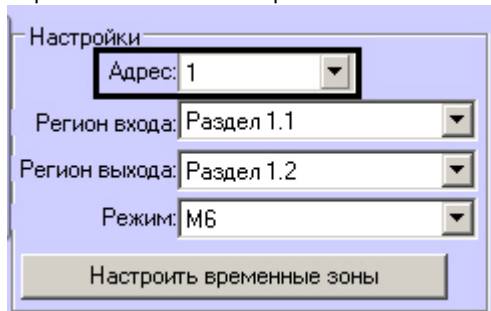 Настройки
Адрес: 1
Регион входа: Раздел 1.1
Регион выхода: Раздел 1.2
Режим: М6
Настроить временные зоны